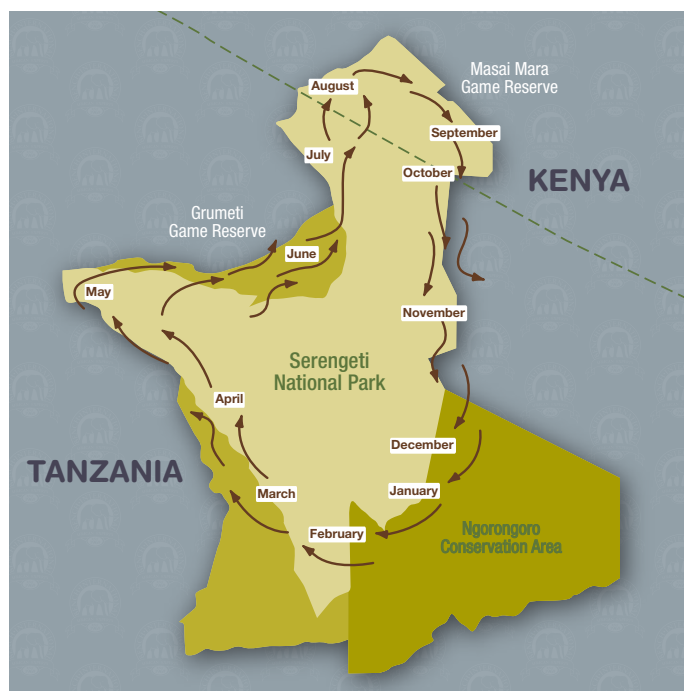 August
Masai Mara
Game Reserve
September
July
October
KENYA
Grumeti
Game Reserve
June
May
November
Serengeti
National Park
April
December
TANZANIA
March
January
February
Ngorongoro
Conservation Area